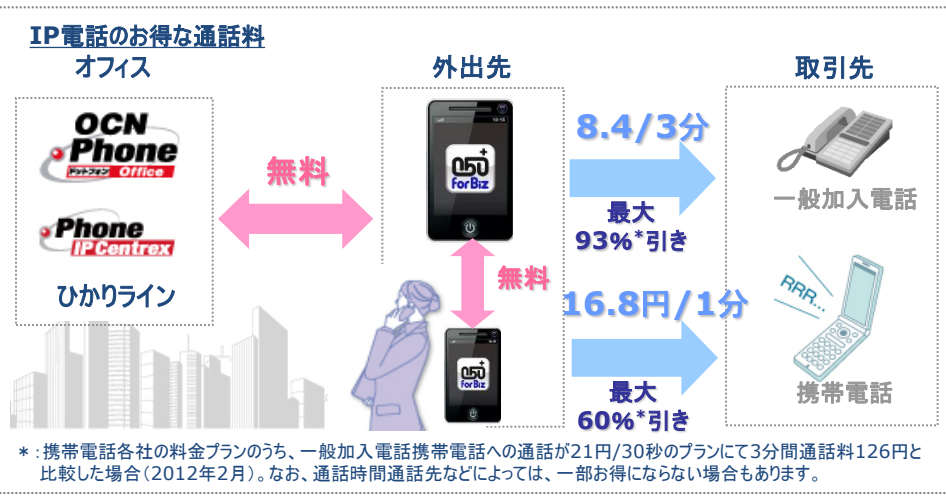 IP電話のお得な通話料
オフィス
外出先
取引先
OCN
Phone
ドットフォン Office
Phone
IP Centrex
ひかりライン
無料
050+
for Biz
無料
050+
for Biz
8.4/3分
最大
93%*引き
16.8円/1分
最大
60%*引き
一般加入電話
RRR...
携帯電話
*:携帯電話各社の料金プランのうち、一般加入電話携帯電話への通話が21円/30秒のプランにて3分間通話料126円と
比較した場合(2012年2月)。なお、通話時間通話先などによっては、一部お得にならない場合もあります。